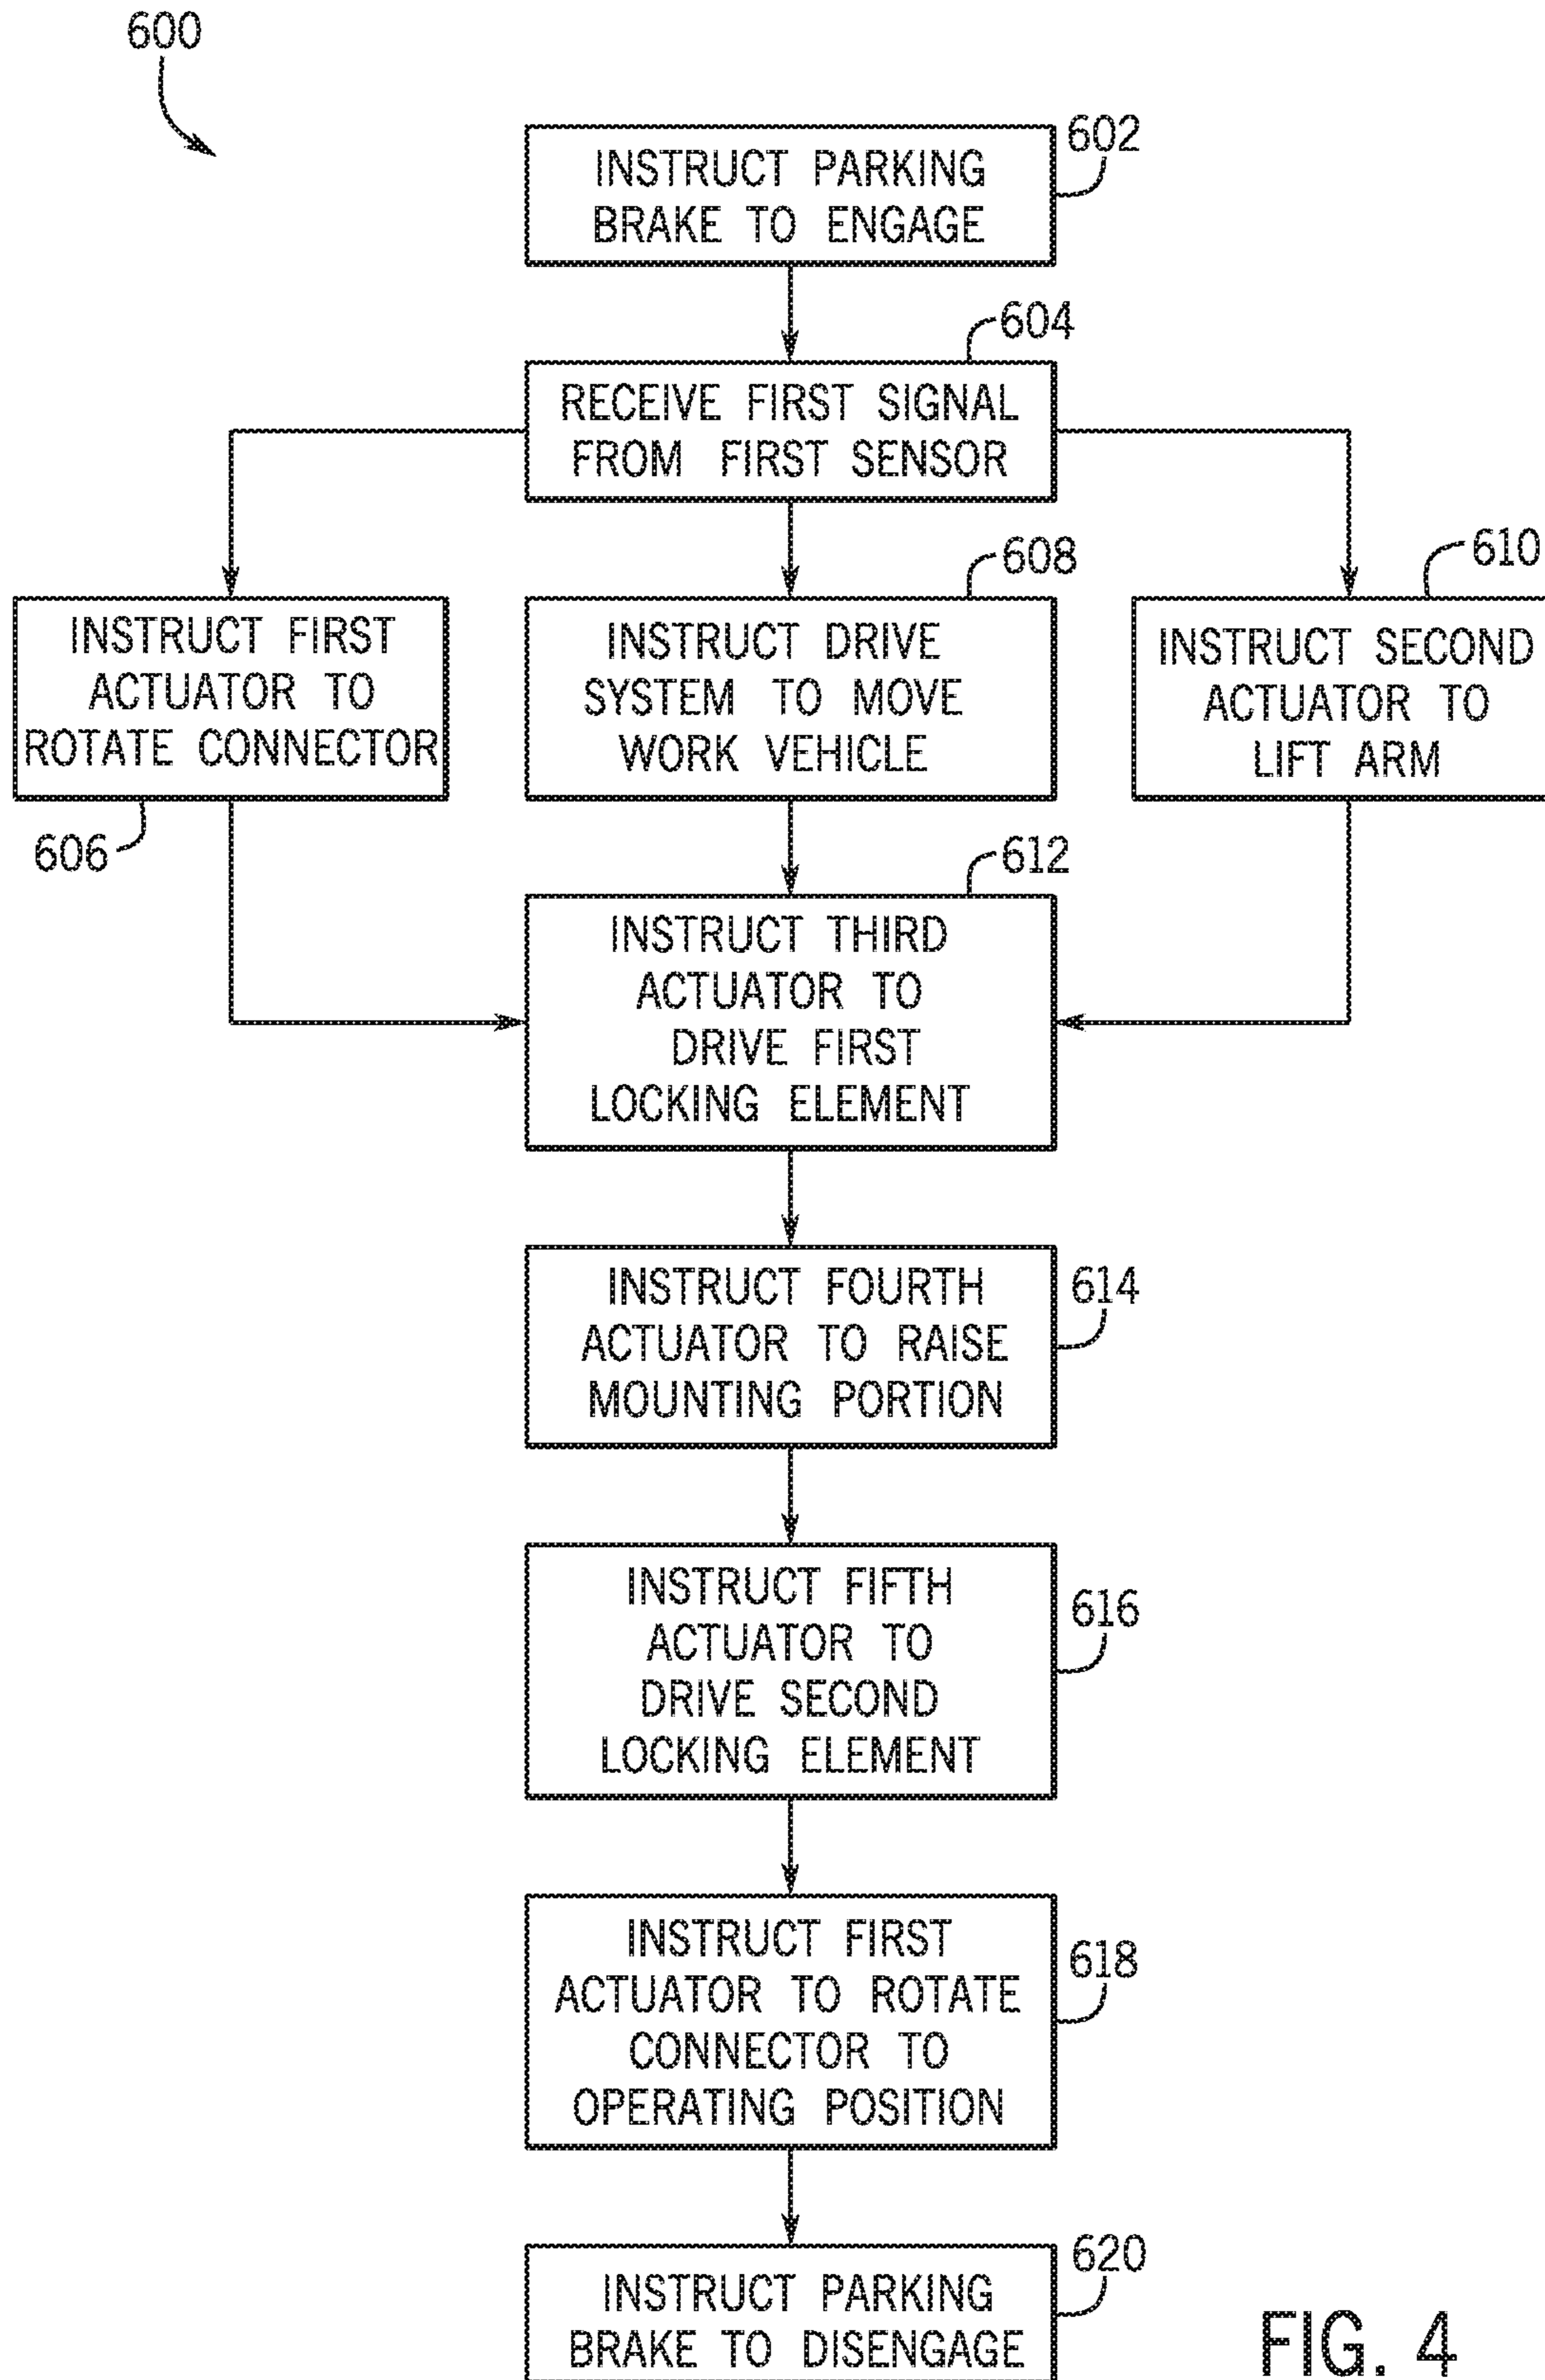 600
602
INSTRUCT PARKING
BRAKE TO ENGAGE
604
RECEIVE FIRST SIGNAL
FROM FIRST SENSOR
606
INSTRUCT FIRST
ACTUATOR TO
ROTATE CONNECTOR
608
INSTRUCT DRIVE
SYSTEM TO MOVE
WORK VEHICLE
610
INSTRUCT SECOND
ACTUATOR TO
LIFT ARM
612
INSTRUCT THIRD
ACTUATOR TO
DRIVE FIRST
LOCKING ELEMENT
614
INSTRUCT FOURTH
ACTUATOR TO RAISE
MOUNTING PORTION
616
INSTRUCT FIFTH
ACTUATOR TO
DRIVE SECOND
LOCKING ELEMENT
618
INSTRUCT FIRST
ACTUATOR TO ROTATE
CONNECTOR TO
OPERATING POSITION
620
INSTRUCT PARKING
BRAKE TO DISENGAGE
FIG. 4